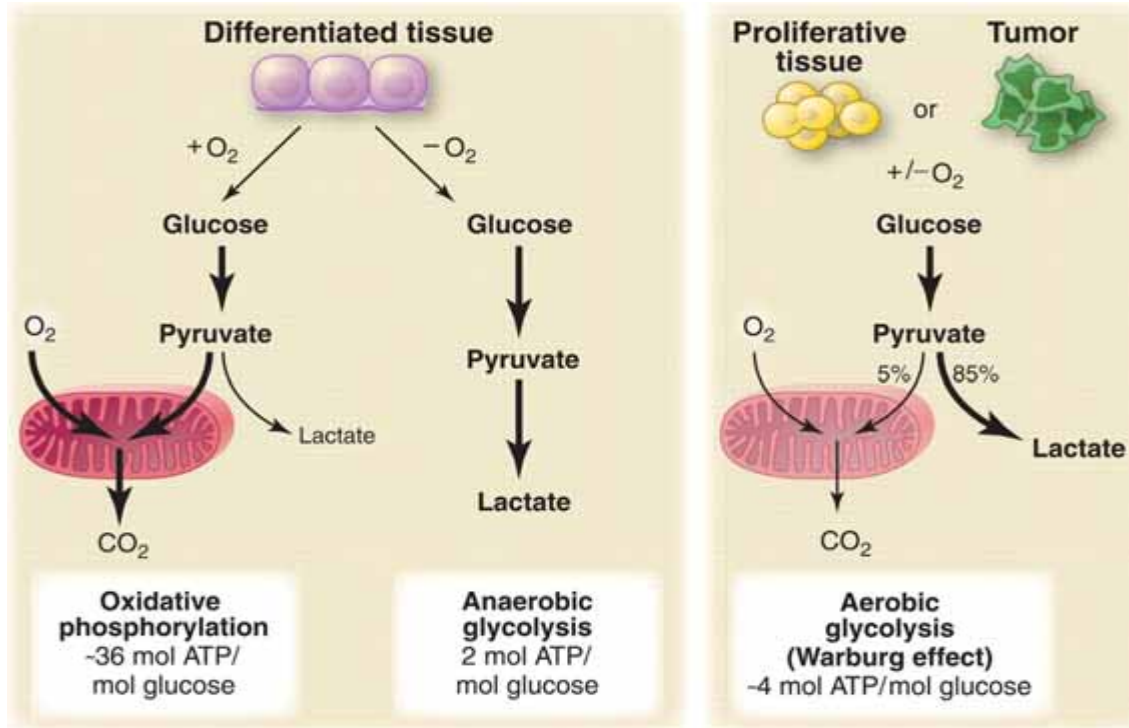 Differentiated tissue
+O₂
−O₂
Glucose
Glucose
O₂
Pyruvate
Pyruvate
Lactate
Lactate
CO₂
Oxidative
phosphorylation
~36 mol ATP/
mol glucose
Anaerobic
glycolysis
2 mol ATP/
mol glucose
Proliferative
tissue
or
Tumor
+/−O₂
Glucose
O₂
Pyruvate
5%
85%
Lactate
CO₂
Aerobic
glycolysis
(Warburg effect)
~4 mol ATP/mol glucose